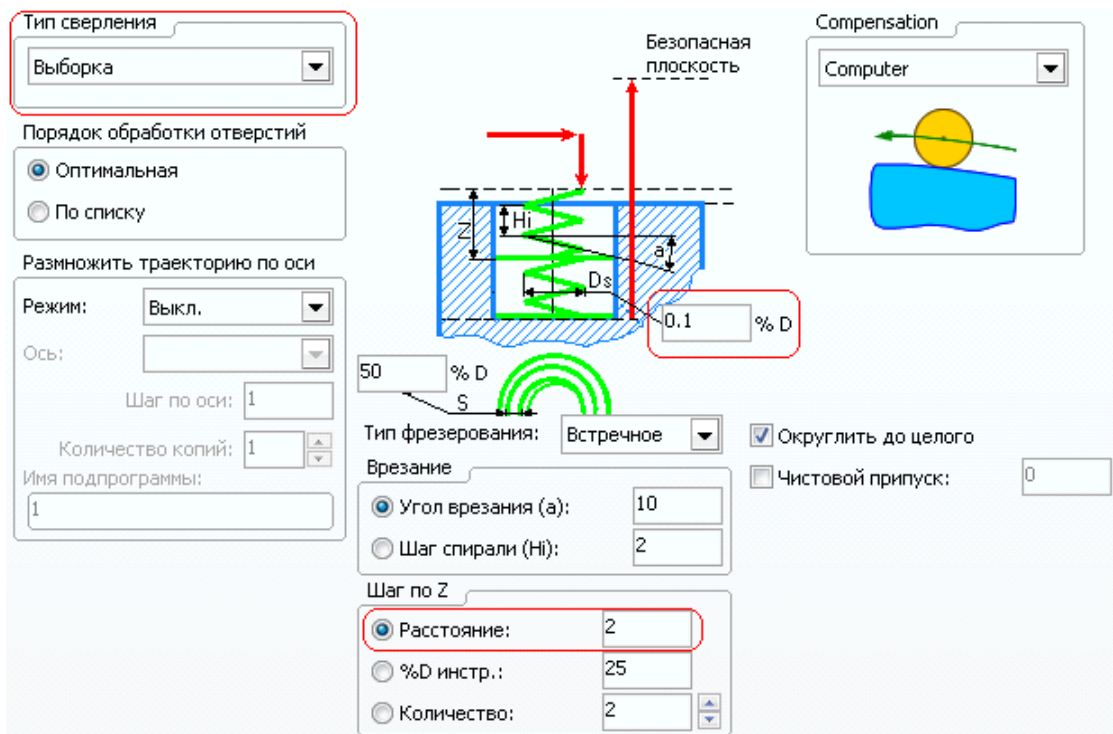 Тип сверления
Выборка
Порядок обработки отверстий
Оптимальная
По списку
Размножить траекторию по оси
Режим: Выкл.
Ось:
Шаг по оси: 1
Количество копий: 1
Имя подпрограммы:
1
Безопасная
плоскость
Z
Hi
a
Ds
0.1 % D
50 % D
S
Тип фрезерования: Встречное
Врезание
Угол врезания (a): 10
Шаг спирали (Hi): 2
Шаг по Z
Расстояние: 2
%D инстр.: 25
Количество: 2
Compensation
Computer
Округлить до целого
Чистовой припуск: 0